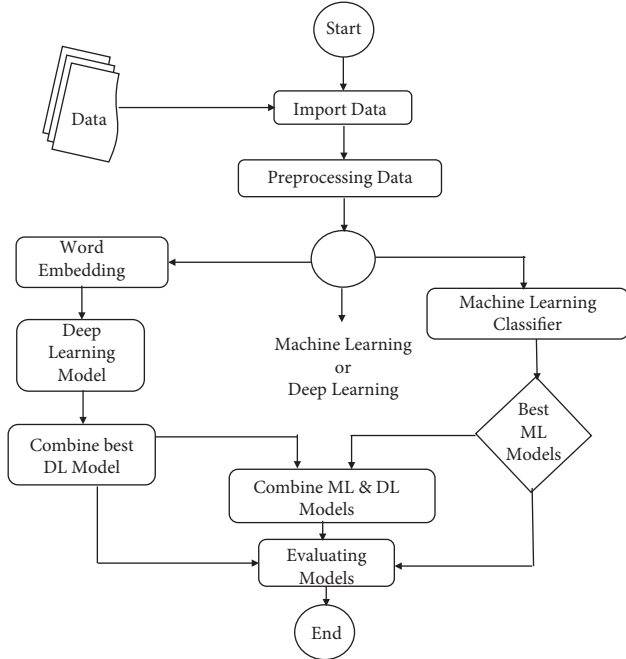 Start
Data
Import Data
Preprocessing Data
Word
Embedding
Machine Learning
Classifier
Deep
Learning
Model
Machine Learning
or
Deep Learning
Best
ML
Models
Combine best
DL Model
Combine ML & DL
Models
Evaluating
Models
End